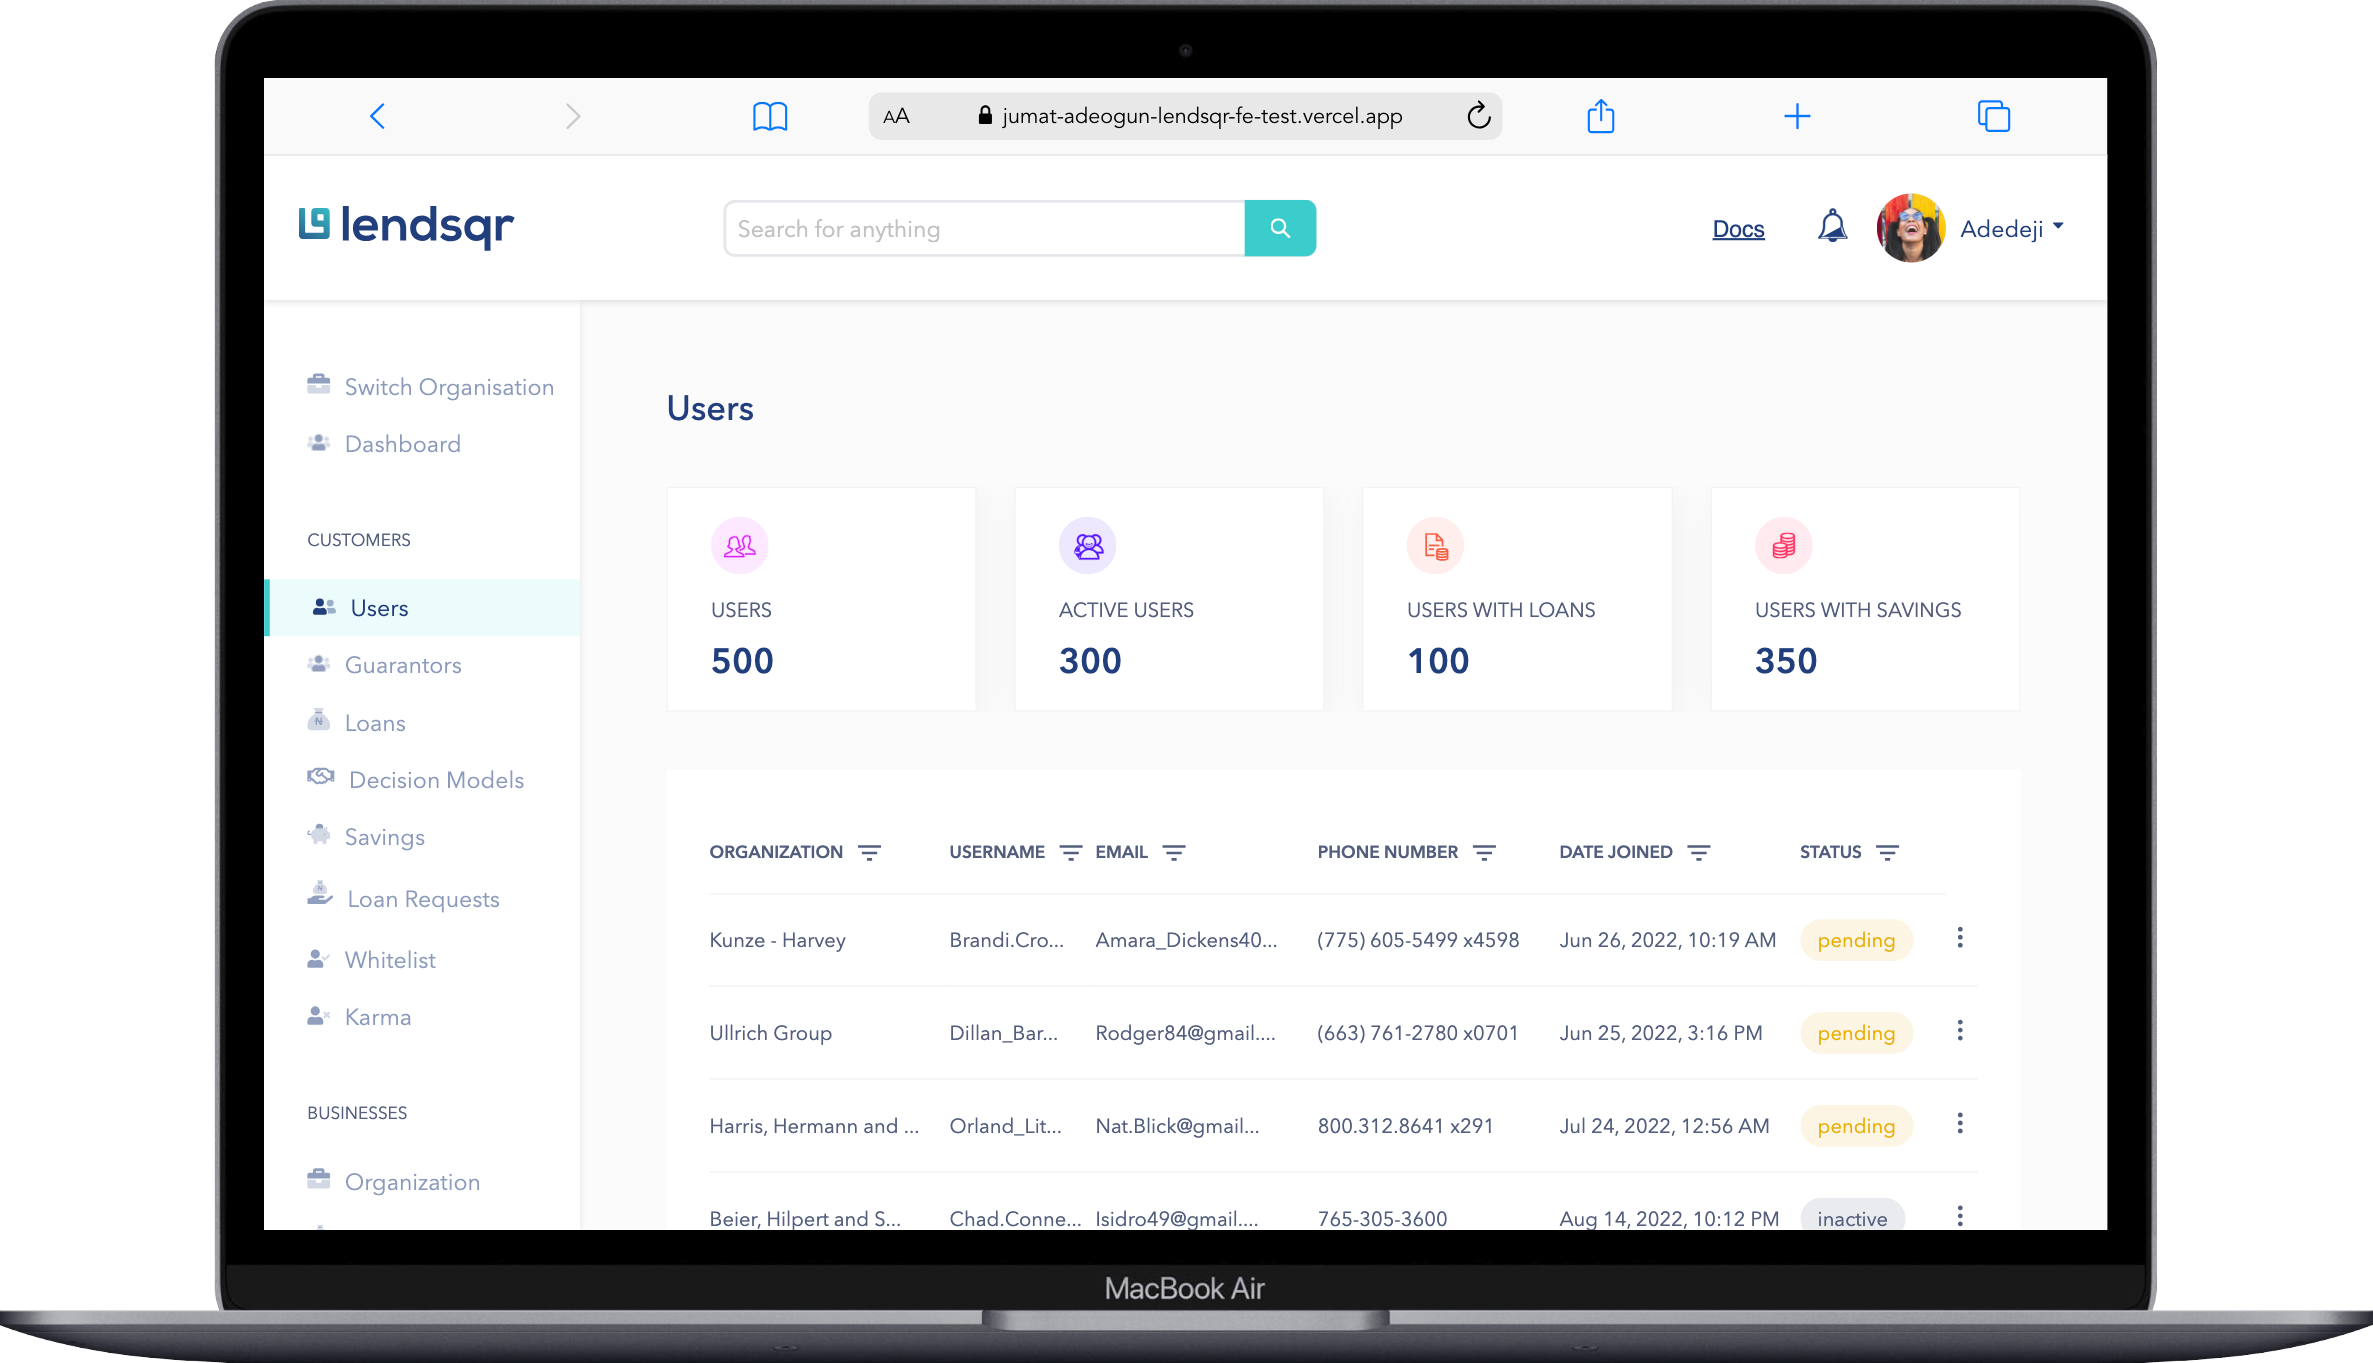 AA jumat-adeogun-lendsqr-fe-test.vercel.app
lendsqr
Search for anything
Docs
Adedeji
Switch Organisation
Dashboard
CUSTOMERS
Users
Guarantors
Loans
Decision Models
Savings
Loan Requests
Whitelist
Karma
BUSINESSES
Organization
Users
USERS
500
ACTIVE USERS
300
USERS WITH LOANS
100
USERS WITH SAVINGS
350
ORGANIZATION USERNAME EMAIL PHONE NUMBER DATE JOINED STATUS
Kunze - Harvey Brandi.Cro... Amara_Dickens40... (775) 605-5499 x4598 Jun 26, 2022, 10:19 AM pending
Ullrich Group Dillan_Bar... Rodger84@gmail.... (663) 761-2780 x0701 Jun 25, 2022, 3:16 PM pending
Harris, Hermann and ... Orland_Lit... Nat.Blick@gmail... 800.312.8641 x291 Jul 24, 2022, 12:56 AM pending
Beier, Hilpert and S... Chad.Conne... Isidro49@gmail.... 765-305-3600 Aug 14, 2022, 10:12 PM inactive
MacBook Air